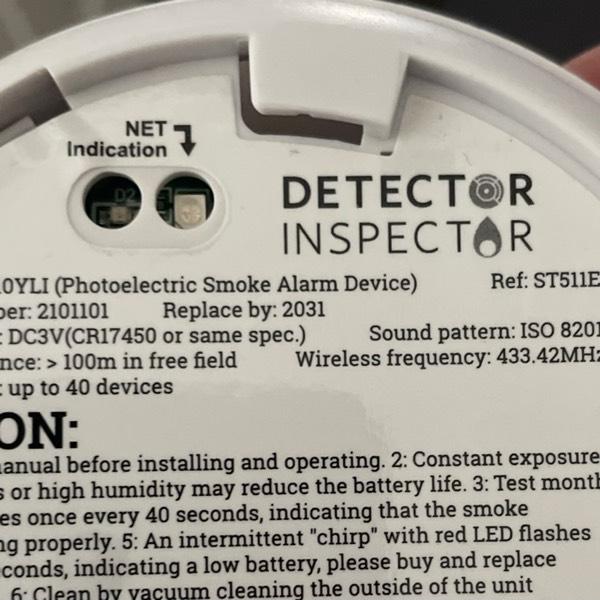 NET
Indication
D2
DETECTOR
INSPECTOR
0YLI (Photoelectric Smoke Alarm Device) Ref: ST511E
ber: 2101101 Replace by: 2031
: DC3V(CR17450 or same spec.) Sound pattern: ISO 8201
nce: > 100m in free field Wireless frequency: 433.42MHz
: up to 40 devices
ON:
manual before installing and operating. 2: Constant exposure
s or high humidity may reduce the battery life. 3: Test month
es once every 40 seconds, indicating that the smoke
ng properly. 5: An intermittent "chirp" with red LED flashes
conds, indicating a low battery, please buy and replace
6: Clean by vacuum cleaning the outside of the unit